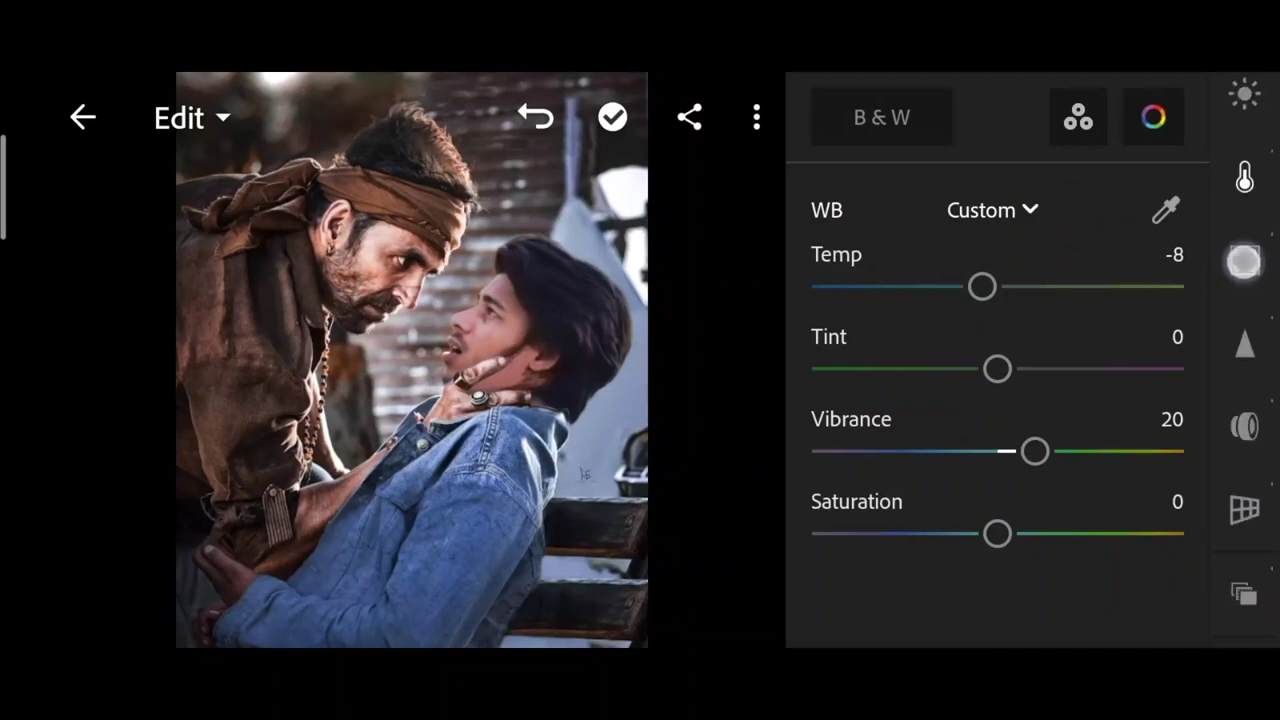 Edit
B & W
WB Custom
Temp -8
Tint 0
Vibrance 20
Saturation 0